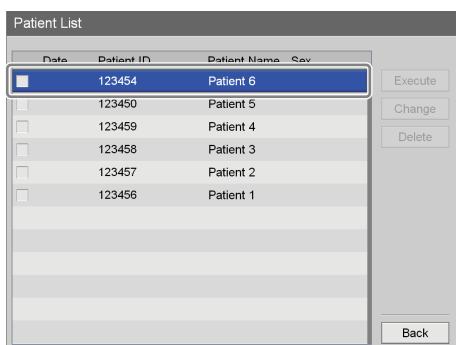 Patient List
Date Patient ID Patient Name Sex
123454 Patient 6 Execute
123450 Patient 5 Change
123459 Patient 4 Delete
123458 Patient 3
123457 Patient 2
123456 Patient 1
Back